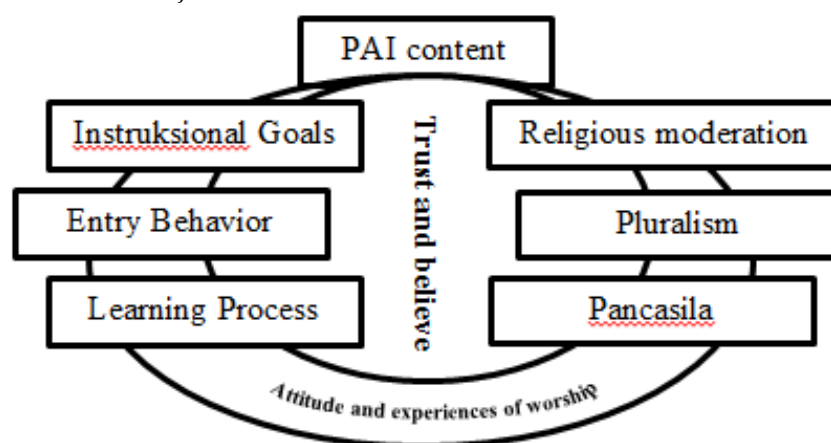 PAI content
Instruksional Goals
Religious moderation
Trust and believe
Entry Behavior
Pluralism
Learning Process
Pancasila
Attitude and experiences of worship